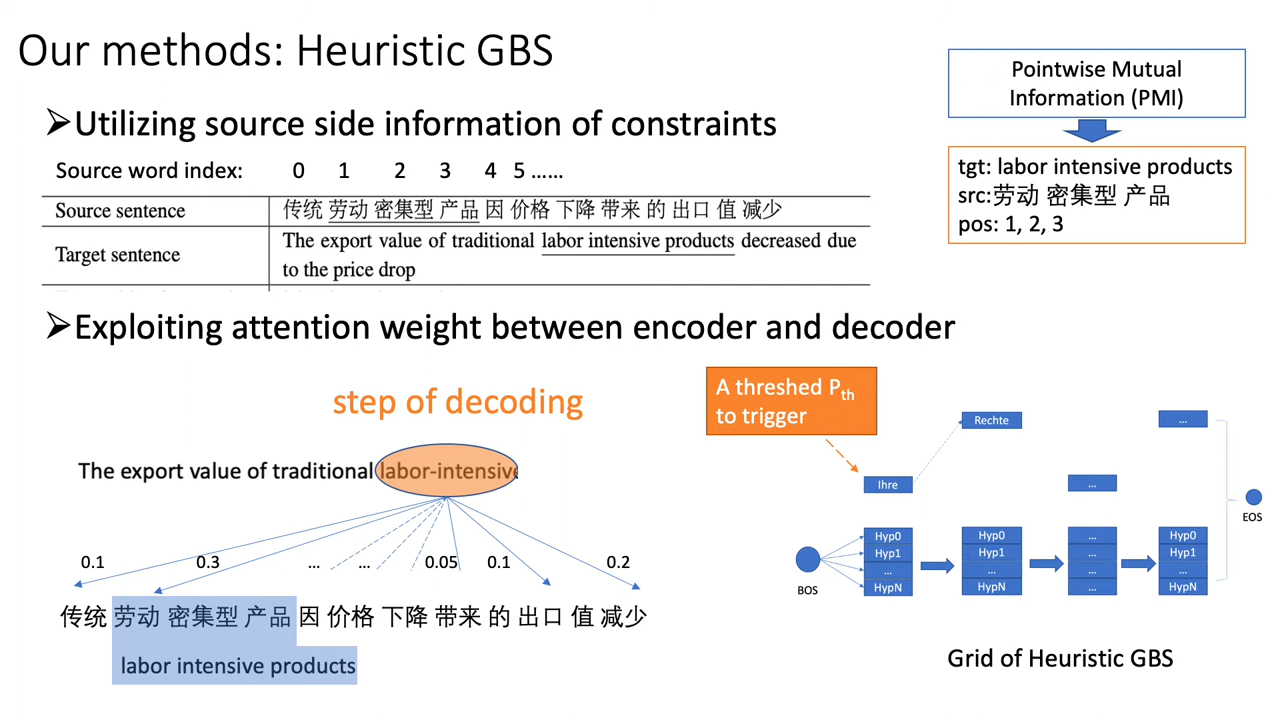 Our methods: Heuristic GBS
Pointwise Mutual
Information (PMI)
tgt: labor intensive products
src:劳动 密集型 产品
pos: 1, 2, 3
➢Utilizing source side information of constraints
Source word index: 0 1 2 3 4 5 ......
Source sentence 传统 劳动 密集型 产品 因 价格 下降 带来 的 出口 值 减少
Target sentence The export value of traditional labor intensive products decreased due
to the price drop
➢Exploiting attention weight between encoder and decoder
step of decoding
The export value of traditional labor-intensive
0.1 0.3 ... ... 0.05 0.1 0.2
传统 劳动 密集型 产品 因 价格 下降 带来 的 出口 值 减少
labor intensive products
A threshed Pth
to trigger
Rechte
...
Ihre
...
EOS
BOS
Hyp0 Hyp0 ... Hyp0
Hyp1 Hyp1 ... Hyp1
... ... ... ...
HypN HypN ... HypN
Grid of Heuristic GBS